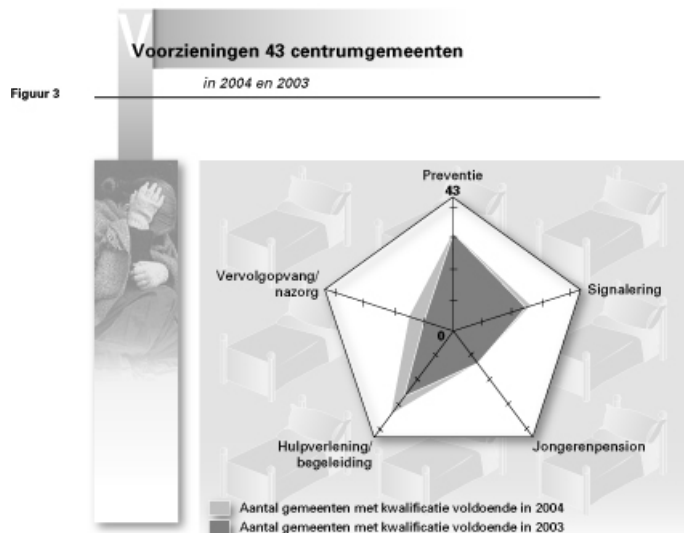 Voorzieningen 43 centrumgemeenten
in 2004 en 2003
Figuur 3
Preventie
43
Vervolgopvang/
nazorg
Signalering
0
Hulpverlening/
begeleiding
Jongerenpension
Aantal gemeenten met kwalificatie voldoende in 2004
Aantal gemeenten met kwalificatie voldoende in 2003